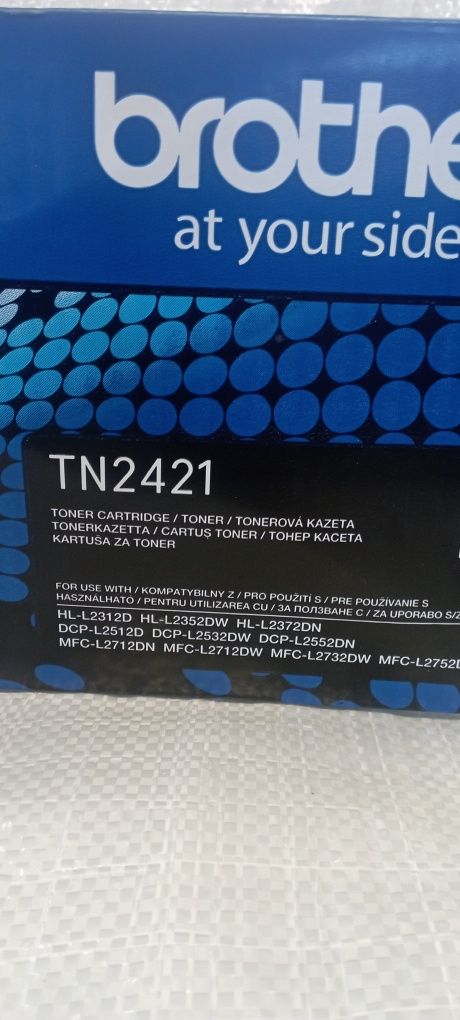 brothe
at your side
TN2421
TONER CARTRIDGE / TONER / TONEROVÁ KAZETA
TONERKAZETTA / CARTUȘ TONER / ТОНЕР КАСЕТА
KARTUŠA ZA TONER
FOR USE WITH / KOMPATYBILNY Z / PRO POUŽITÍ S / PRE POUŽÍVANIE S
HASZNÁLHATÓ / PENTRU UTILIZAREA CU / ЗА ПОЛЗВАНЕ С / ZA UPORABO S/Z
HL-L2312D HL-L2352DW HL-L2372DN
DCP-L2512D DCP-L2532DW DCP-L2552DN
MFC-L2712DN MFC-L2712DW MFC-L2732DW MFC-L2752D